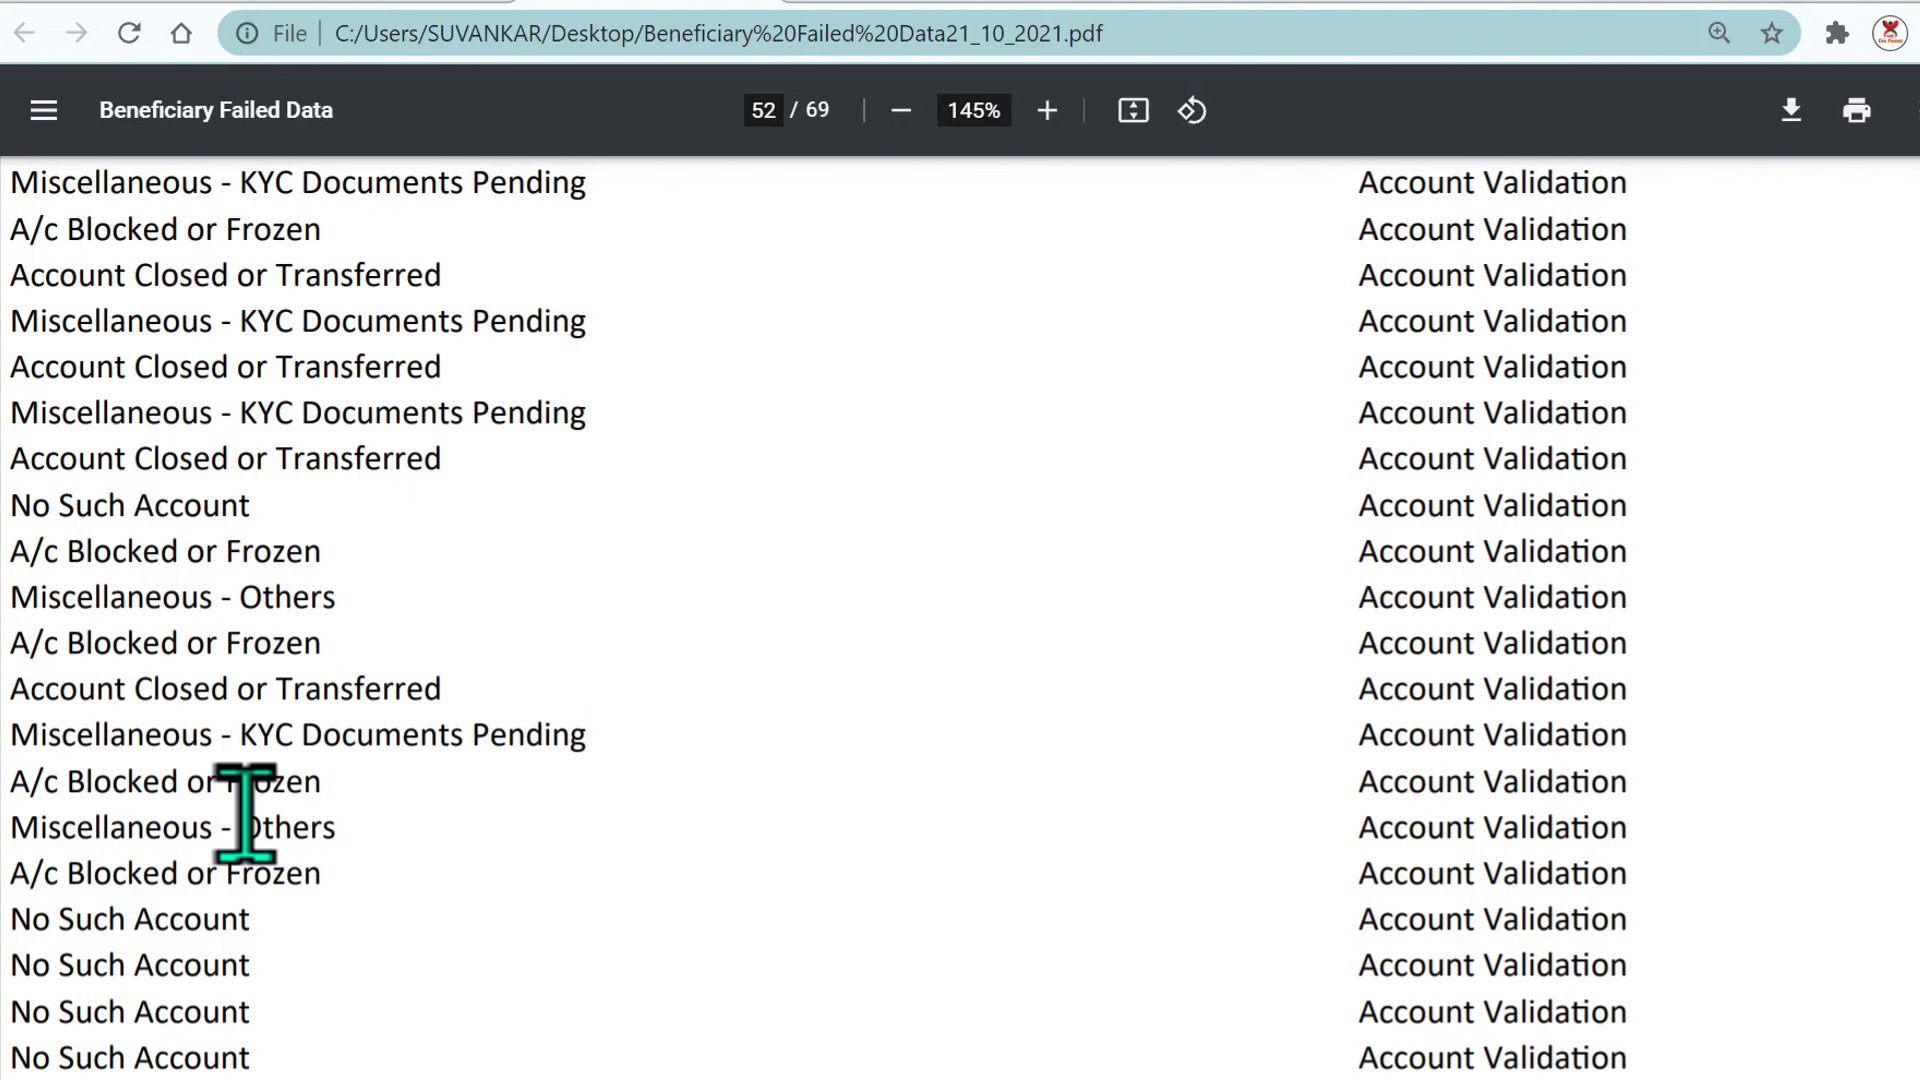 File C:/Users/SUVANKAR/Desktop/Beneficiary%20Failed%20Data21_10_2021.pdf
Beneficiary Failed Data 52 / 69 145%
Miscellaneous - KYC Documents Pending Account Validation
A/c Blocked or Frozen Account Validation
Account Closed or Transferred Account Validation
Miscellaneous - KYC Documents Pending Account Validation
Account Closed or Transferred Account Validation
Miscellaneous - KYC Documents Pending Account Validation
Account Closed or Transferred Account Validation
No Such Account Account Validation
A/c Blocked or Frozen Account Validation
Miscellaneous - Others Account Validation
A/c Blocked or Frozen Account Validation
Account Closed or Transferred Account Validation
Miscellaneous - KYC Documents Pending Account Validation
A/c Blocked or Frozen Account Validation
Miscellaneous - Others Account Validation
A/c Blocked or Frozen Account Validation
No Such Account Account Validation
No Such Account Account Validation
No Such Account Account Validation
No Such Account Account Validation